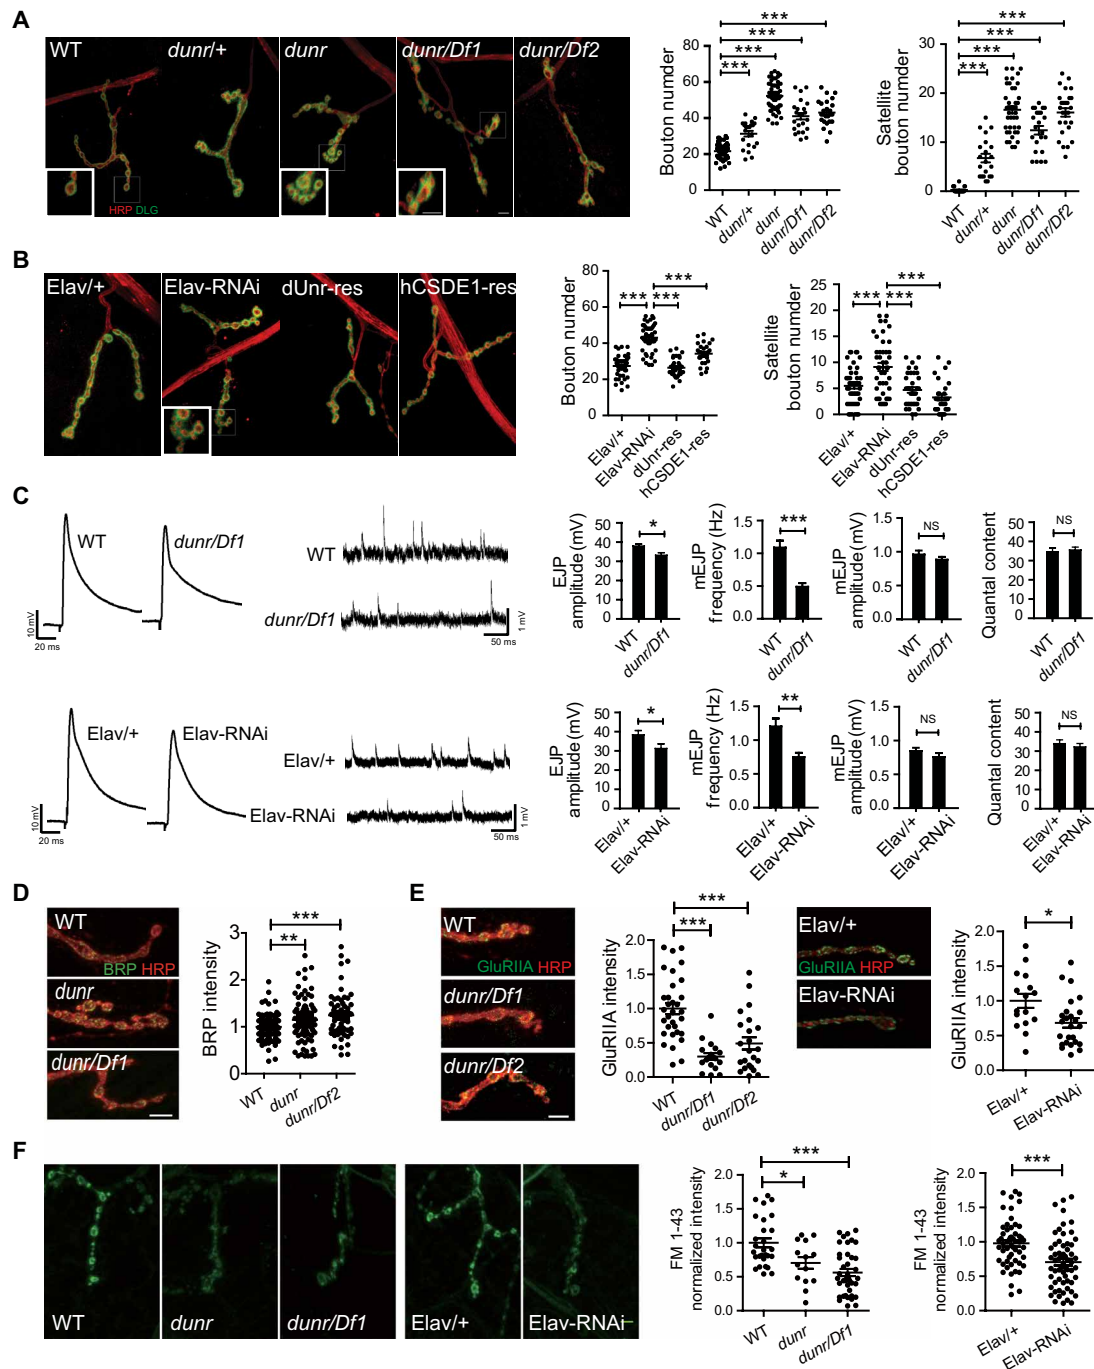 A
WT
dunr/+
dunr
dunr/Df1
dunr/Df2
HRP DLG
Bouton numder
80
60
40
20
0
***
***
***
***
WT
dunr/+
dunr
dunr/Df1
dunr/Df2
Satellite
bouton number
30
20
10
0
***
***
***
***
WT
dunr/+
dunr
dunr/Df1
dunr/Df2
B
Elav/+
Elav-RNAi
dUnr-res
hCSDE1-res
Bouton numder
80
60
40
20
0
***
*** ***
Elav/+
Elav-RNAi
dUnr-res
hCSDE1-res
Satellite
bouton number
25
20
15
10
5
0
***
*** ***
Elav/+
Elav-RNAi
dUnr-res
hCSDE1-res
C
WT
dunr/Df1
10 mV
20 ms
WT
dunr/Df1
1 mV
50 ms
EJP
amplitude (mV)
50
40
30
20
10
0
*
WT
dunr/Df1
mEJP
frequency (Hz)
1.5
1.0
0.5
0.0
***
WT
dunr/Df1
mEJP
amplitude (mV)
1.5
1.0
0.5
0.0
NS
WT
dunr/Df1
Quantal content
50
40
30
20
10
0
NS
WT
dunr/Df1
Elav/+
Elav-RNAi
10 mV
20 ms
Elav/+
Elav-RNAi
1 mV
50 ms
EJP
amplitude (mV)
50
40
30
20
10
0
*
Elav/+
Elav-RNAi
mEJP
frequency (Hz)
1.5
1.0
0.5
0.0
**
Elav/+
Elav-RNAi
mEJP
amplitude (mV)
1.5
1.0
0.5
0.0
NS
Elav/+
Elav-RNAi
Quantal content
50
40
30
20
10
0
NS
Elav/+
Elav-RNAi
D
WT
BRP HRP
dunr
dunr/Df1
BRP intensity
3
2
1
0
***
**
WT
dunr
dunr/Df2
E
WT
GluRIIA HRP
dunr/Df1
dunr/Df2
GluRIIA intensity
2.0
1.5
1.0
0.5
0.0
***
***
WT
dunr/Df1
dunr/Df2
Elav/+
GluRIIA HRP
Elav-RNAi
GluRIIA intensity
2.0
1.5
1.0
0.5
0.0
*
Elav/+
Elav-RNAi
F
WT
dunr
dunr/Df1
Elav/+
Elav-RNAi
FM 1-43
normalized intensity
2.0
1.5
1.0
0.5
0.0
***
*
WT
dunr
dunr/Df1
FM 1-43
normalized intensity
2.0
1.5
1.0
0.5
0.0
***
Elav/+
Elav-RNAi